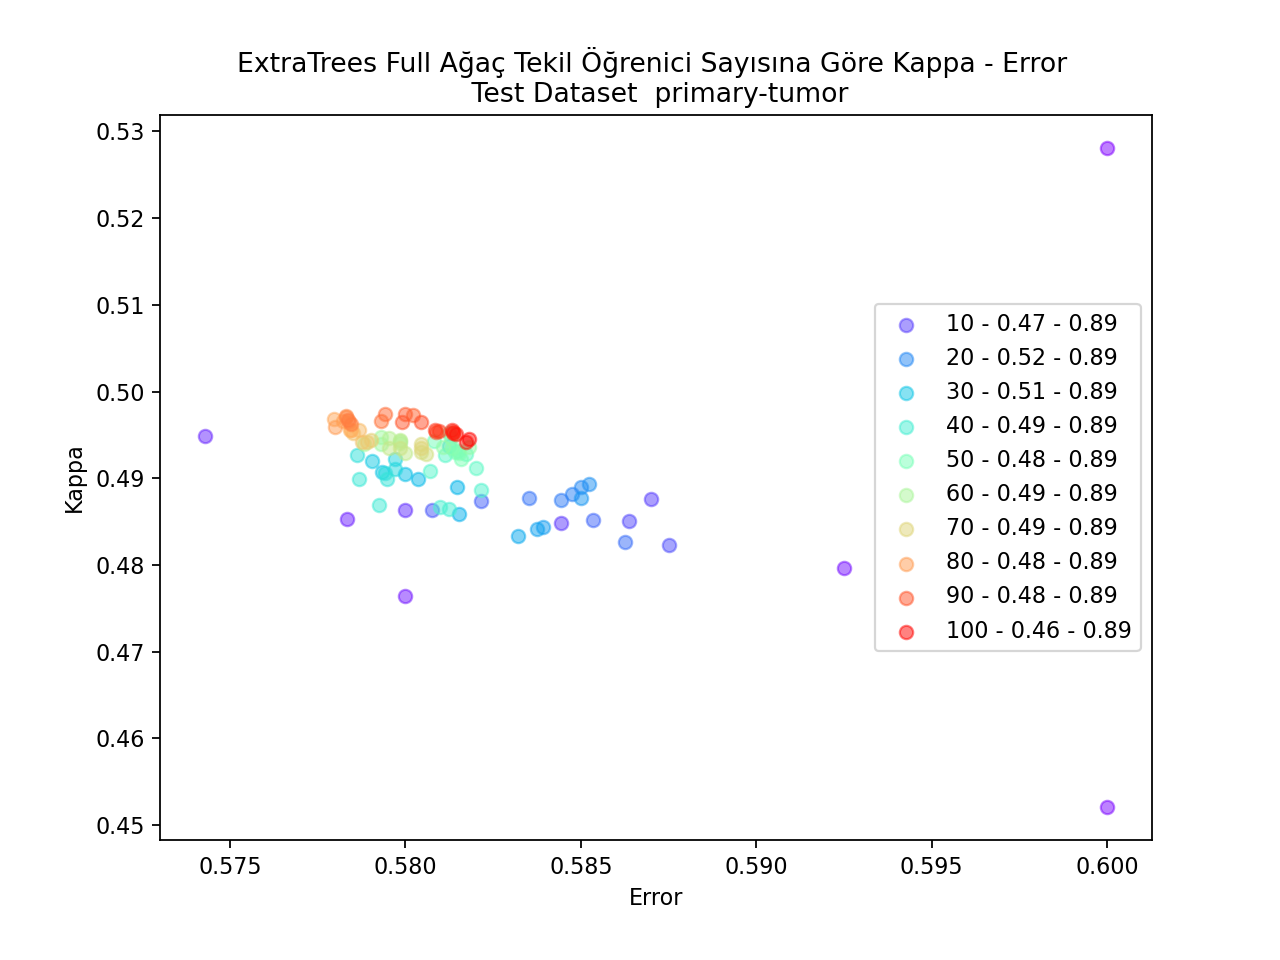 ExtraTrees Full Ağaç Tekil Öğrenici Sayısına Göre Kappa - Error
Test Dataset  primary-tumor
0.53
0.52
0.51
0.50
0.49
0.48
0.47
0.46
0.45
Kappa
10 - 0.47 - 0.89
20 - 0.52 - 0.89
30 - 0.51 - 0.89
40 - 0.49 - 0.89
50 - 0.48 - 0.89
60 - 0.49 - 0.89
70 - 0.49 - 0.89
80 - 0.48 - 0.89
90 - 0.48 - 0.89
100 - 0.46 - 0.89
0.575 0.580 0.585 0.590 0.595 0.600
Error